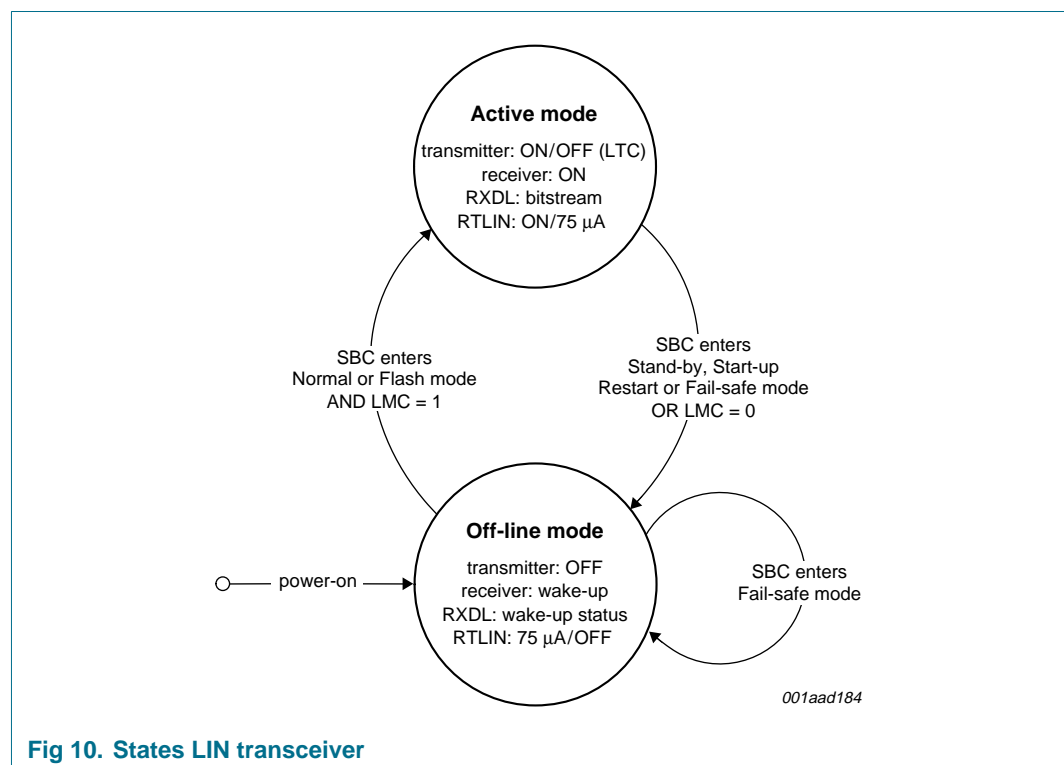 Active mode
transmitter: ON/OFF (LTC)
receiver: ON
RXDL: bitstream
RTLIN: ON/75 μA
SBC enters
Normal or Flash mode
AND LMC = 1
SBC enters
Stand-by, Start-up
Restart or Fail-safe mode
OR LMC = 0
Off-line mode
transmitter: OFF
receiver: wake-up
RXDL: wake-up status
RTLIN: 75 μA/OFF
power-on
SBC enters
Fail-safe mode
001aad184
Fig 10. States LIN transceiver